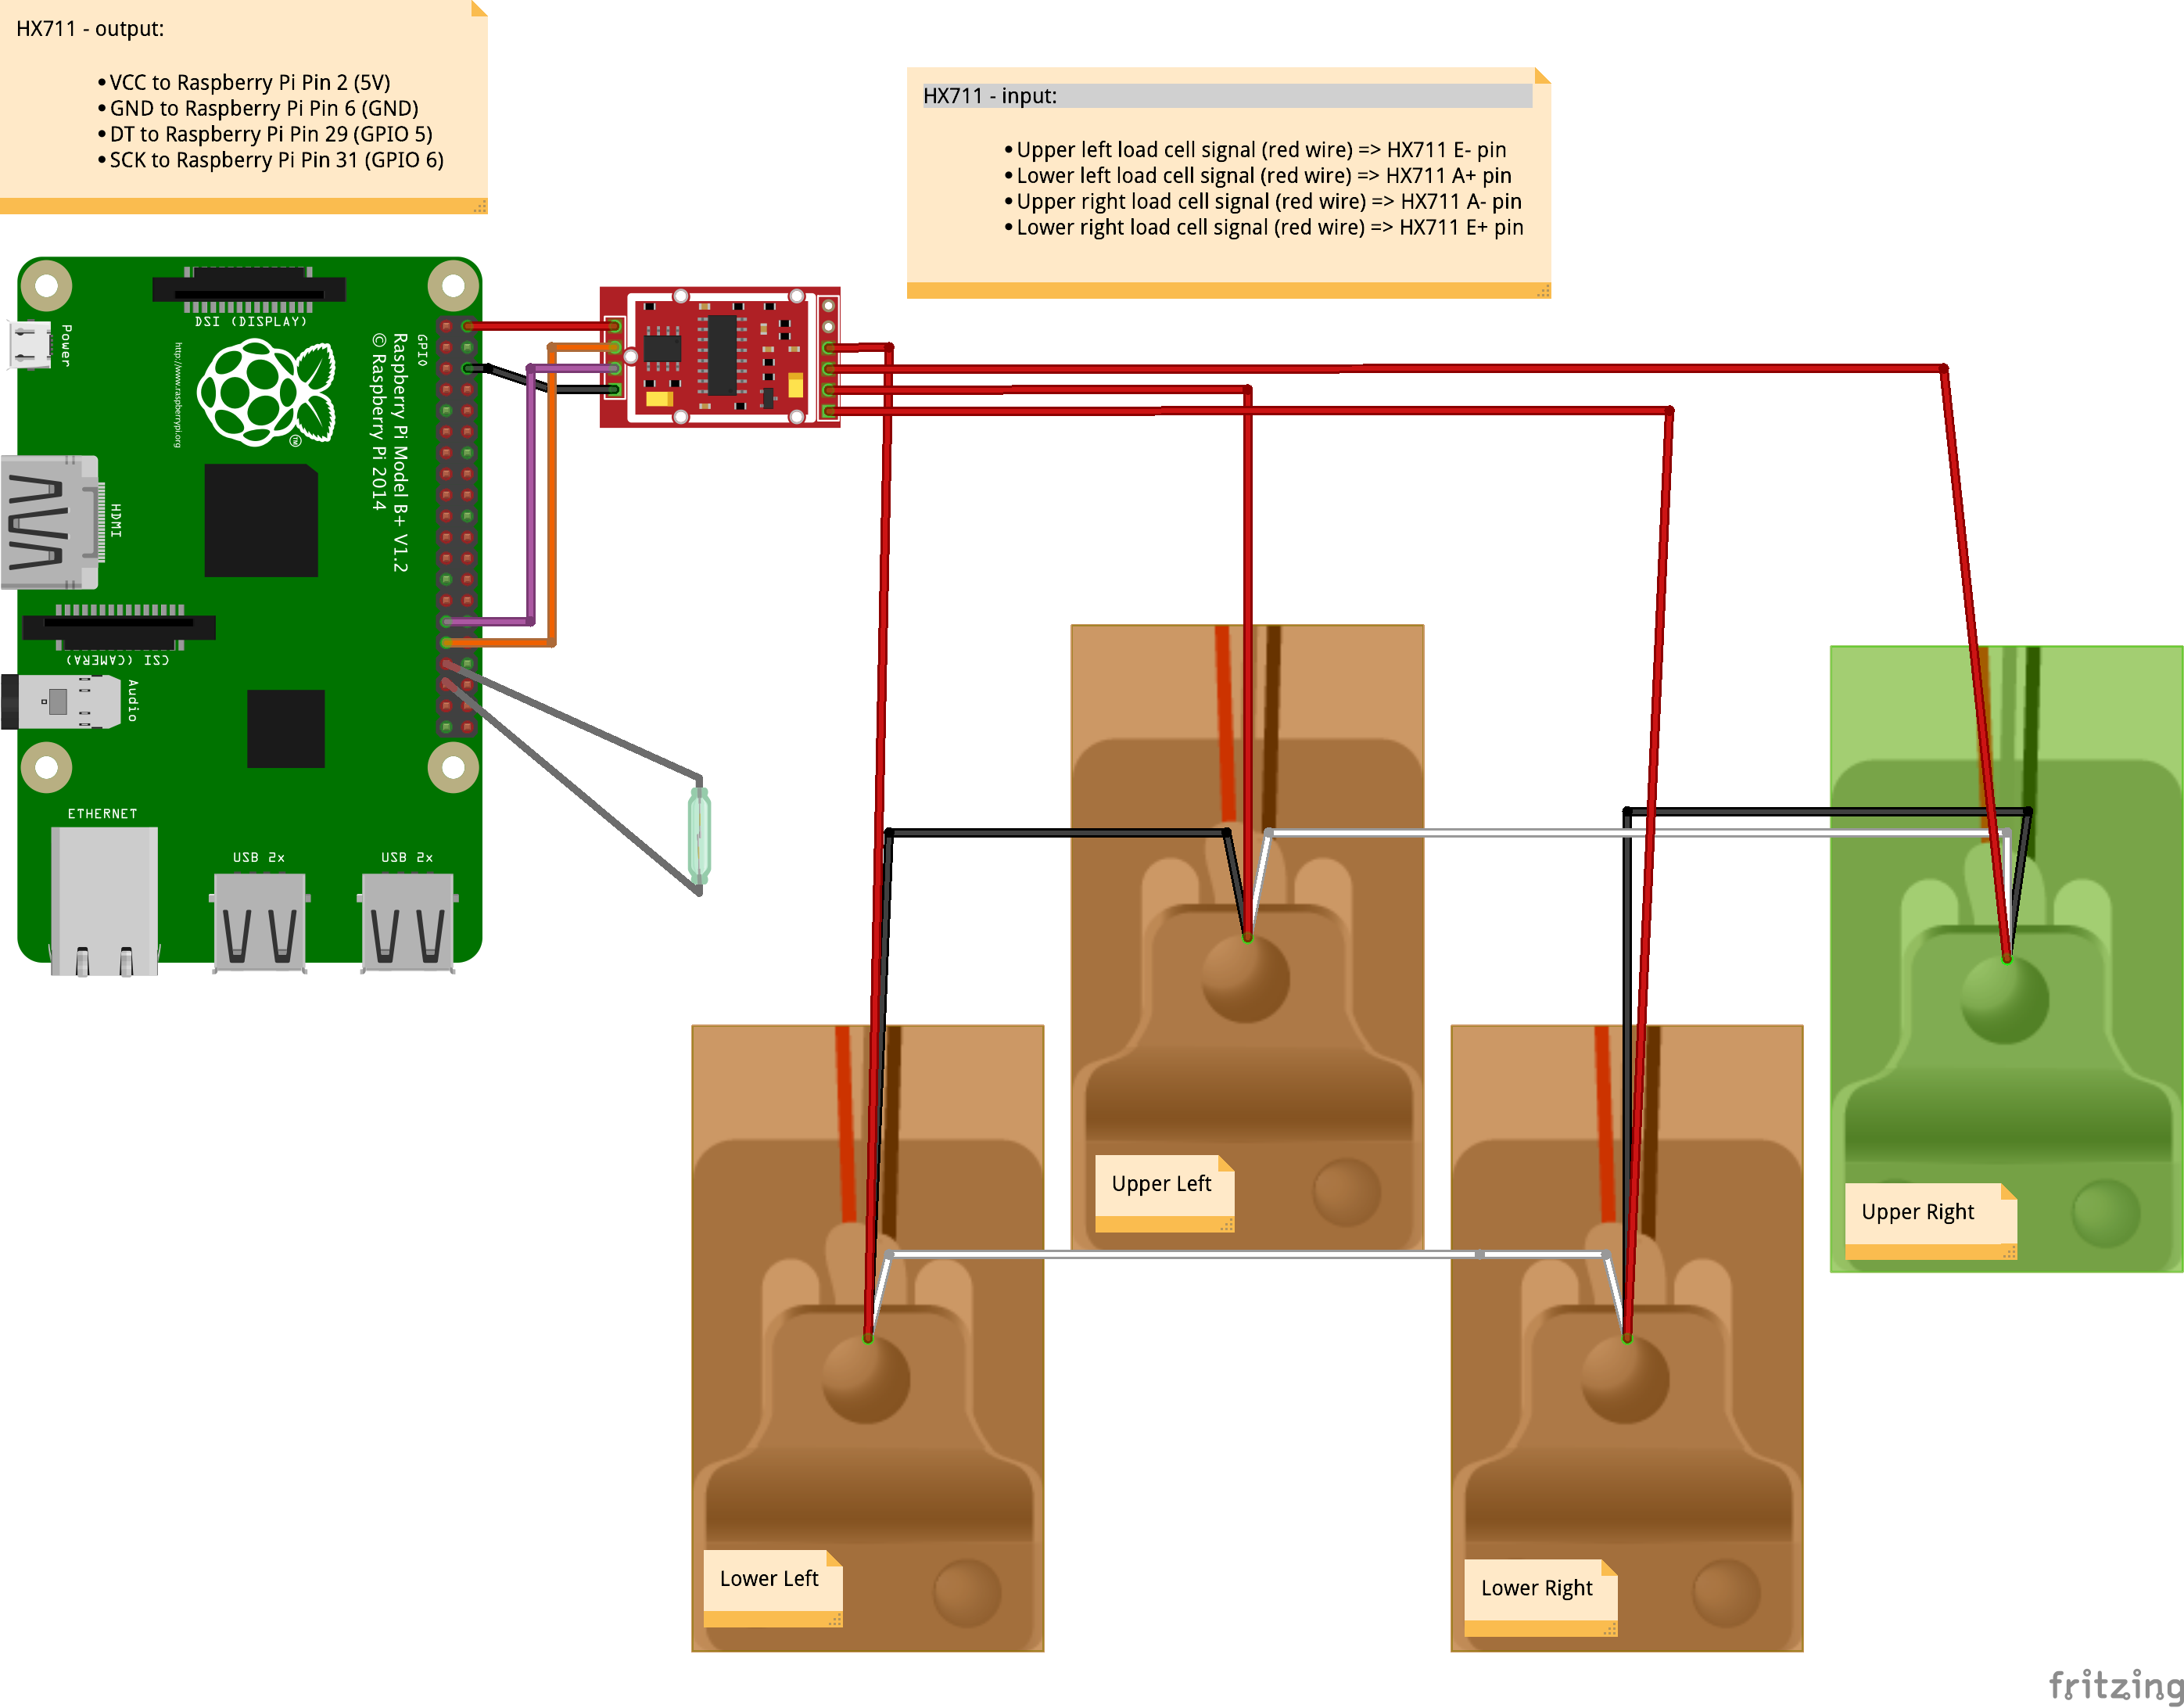 HX711 - output:
•VCC to Raspberry Pi Pin 2 (5V)
•GND to Raspberry Pi Pin 6 (GND)
•DT to Raspberry Pi Pin 29 (GPIO 5)
•SCK to Raspberry Pi Pin 31 (GPIO 6)
HX711 - input:
•Upper left load cell signal (red wire) => HX711 E- pin
•Lower left load cell signal (red wire) => HX711 A+ pin
•Upper right load cell signal (red wire) => HX711 A- pin
•Lower right load cell signal (red wire) => HX711 E+ pin
DSI (DISPLAY)
Power
http://www.raspberrypi.org
GPIO
Raspberry Pi Model B+ V1.2
© Raspberry Pi 2014
TM
HDMI
CSI (CAMERA)
Audio
ETHERNET
USB 2x
USB 2x
Upper Left
Upper Right
Lower Left
Lower Right
fritzing